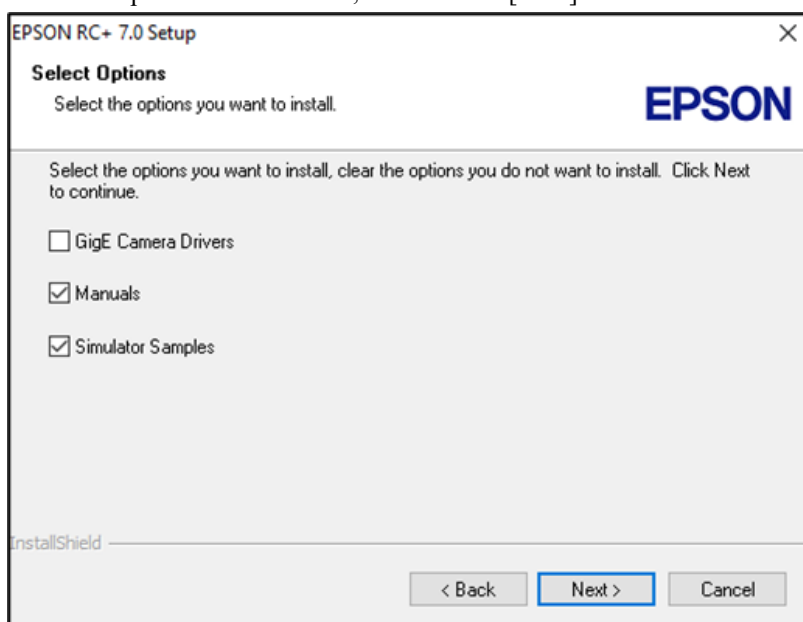 EPSON RC+ 7.0 Setup
Select Options
Select the options you want to install.
EPSON
Select the options you want to install, clear the options you do not want to install. Click Next
to continue.
GigE Camera Drivers
Manuals
Simulator Samples
InstallShield
< Back
Next >
Cancel